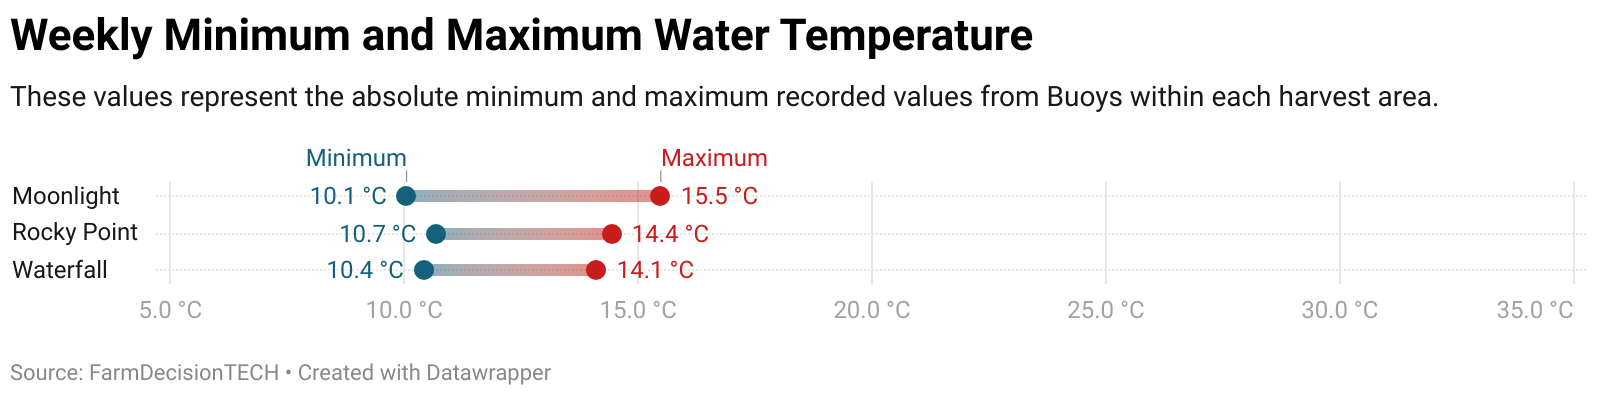 Weekly Minimum and Maximum Water Temperature
These values represent the absolute minimum and maximum recorded values from Buoys within each harvest area.
Minimum Maximum
Moonlight 10.1 °C 15.5 °C
Rocky Point 10.7 °C 14.4 °C
Waterfall 10.4 °C 14.1 °C
5.0 °C 10.0 °C 15.0 °C 20.0 °C 25.0 °C 30.0 °C 35.0 °C
Source: FarmDecisionTECH • Created with Datawrapper